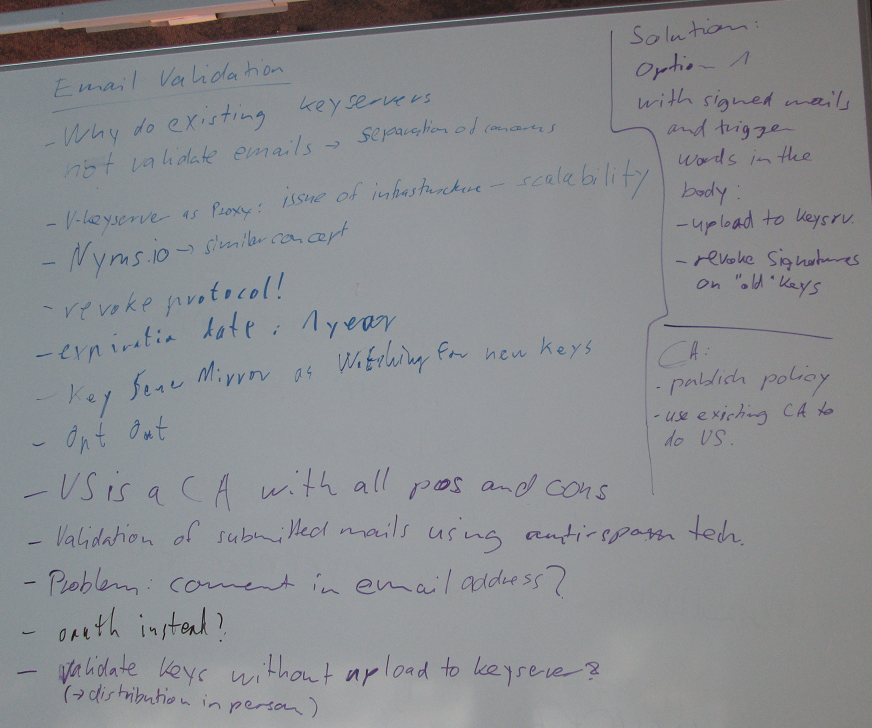 Email Validation
- Why do existing keyservers
not validate emails → separation of concerns
- V-keyserver as Proxy: issue of infrastructure - scalability
- Nyms.io → similar concept
- revoke protocol!
- expiratio date: 1 year
- Key Mirror as Watching for new keys
- Opt Out
- VS is a CA with all pos and cons
- Validation of submitted mails using anti-spam tech.
- Problem: comment in email address?
- oauth instead?
- validate keys without upload to keyserver?
(→ distribution in person)
Solution:
Option 1
with signed mails
and trigger
words in the
body:
- upload to keysrv.
- revoke signatures
on "old" keys
CA:
- publish policy
- use existing CA to
do VS.